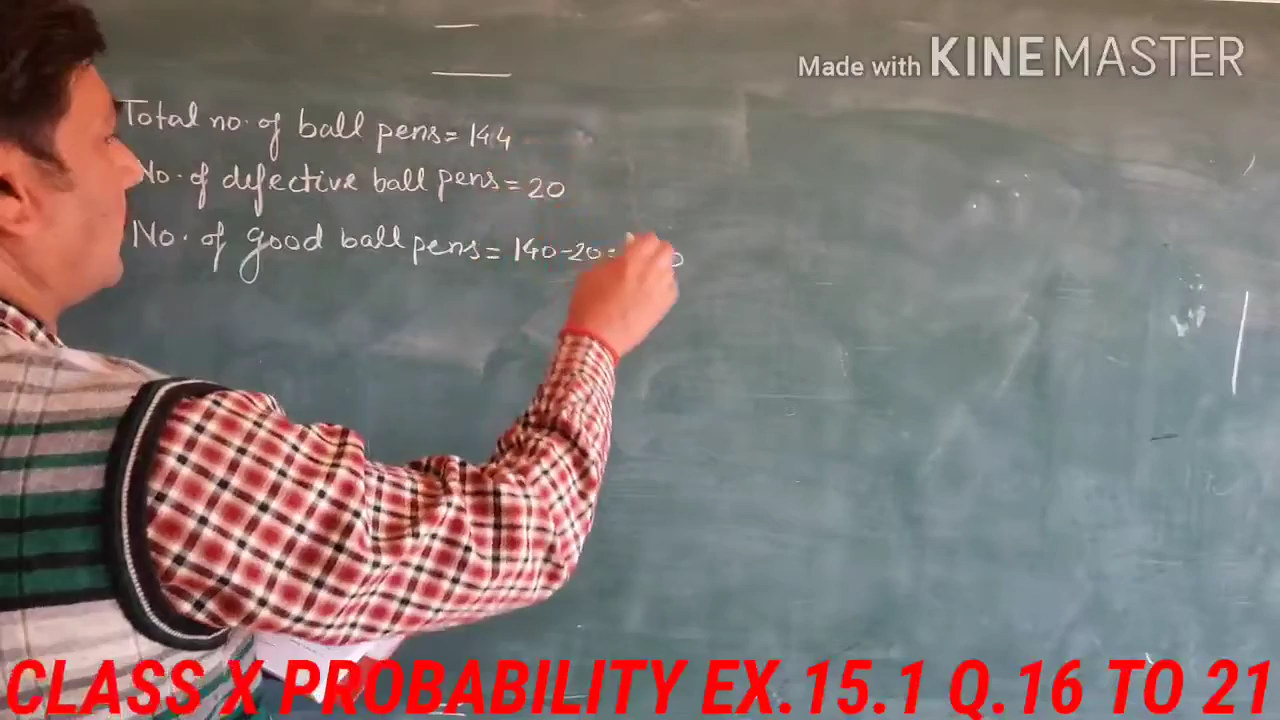 Made with KINEMASTER
Total no. of ball pens = 144
No. of defective ball pens = 20
No. of good ball pens = 140-20=
CLASS X PROBABILITY EX.15.1 Q.16 TO 21